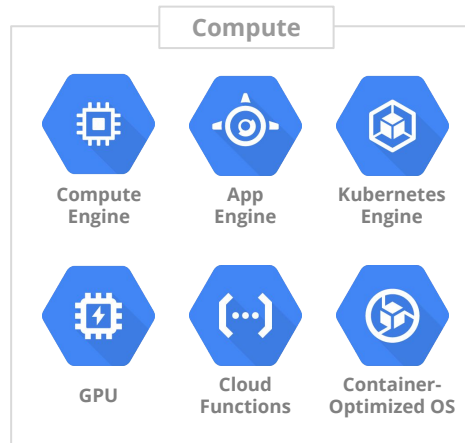 Compute
Compute
Engine
App
Engine
Kubernetes
Engine
GPU
Cloud
Functions
Container-
Optimized OS